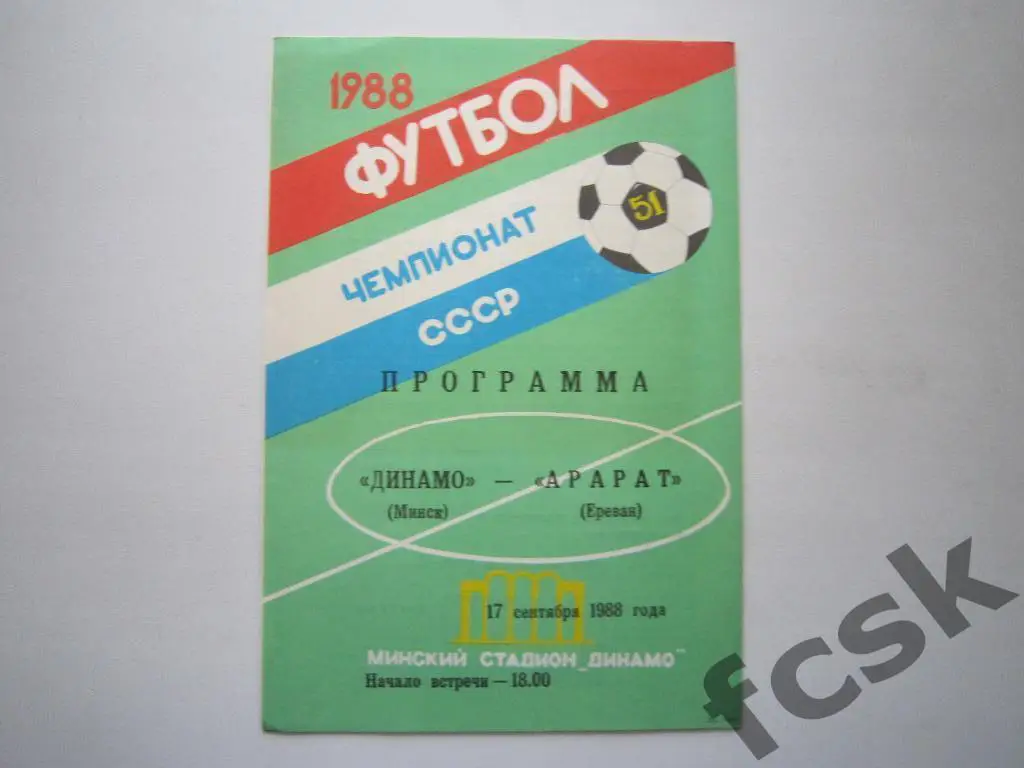 1988
ФУТБОЛ
51
ЧЕМПИОНАТ
СССР
ПРОГРАММА
«ДИНАМО» — «АРАРАТ»
(Минск) (Ереван)
17 сентября 1988 года
МИНСКИЙ СТАДИОН „ДИНАМО"
Начало встречи — 18.00
fcsk